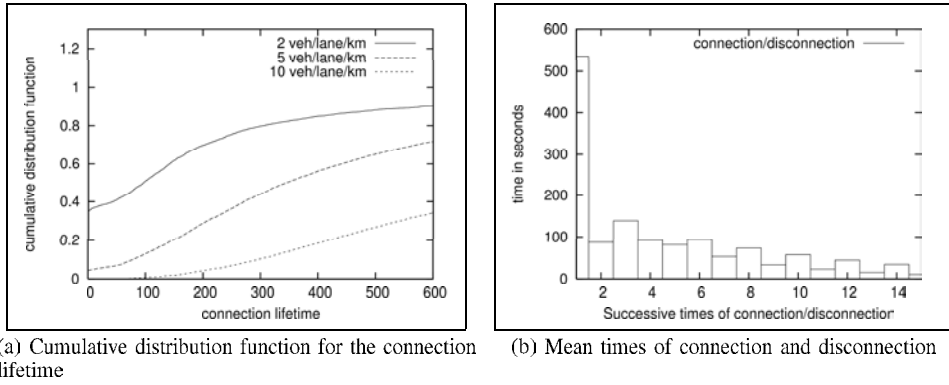 1.2
1
0.8
0.6
0.4
0.2
0
cumulative distribution function
2 veh/lane/km
5 veh/lane/km
10 veh/lane/km
0 100 200 300 400 500 600
connection lifetime
(a) Cumulative distribution function for the connection
lifetime
600
500
400
300
200
100
0
time in seconds
connection/disconnection
2 4 6 8 10 12 14
Successive times of connection/disconnection
(b) Mean times of connection and disconnection